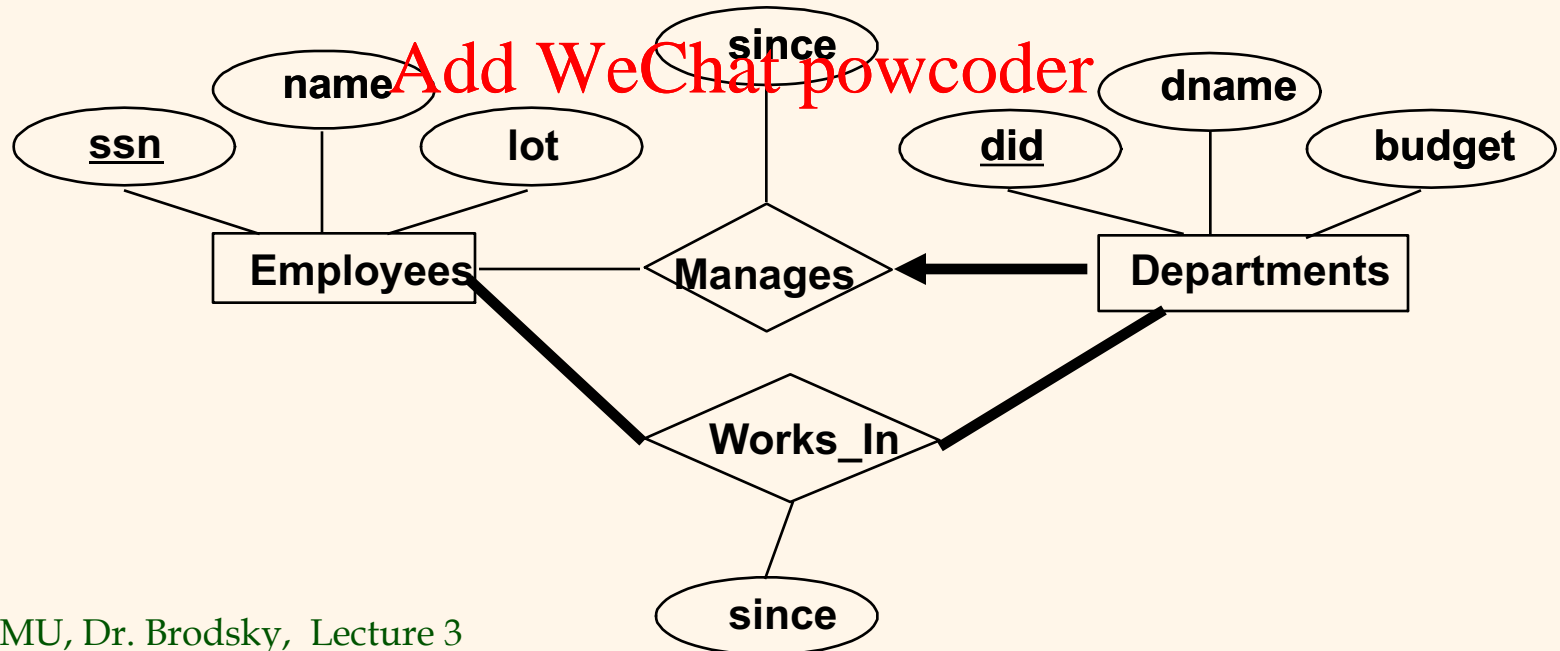 since
Add WeChat powcoder
name
dname
ssn
lot
did
budget
Employees
Manages
Departments
Works_In
since
MU, Dr. Brodsky, Lecture 3